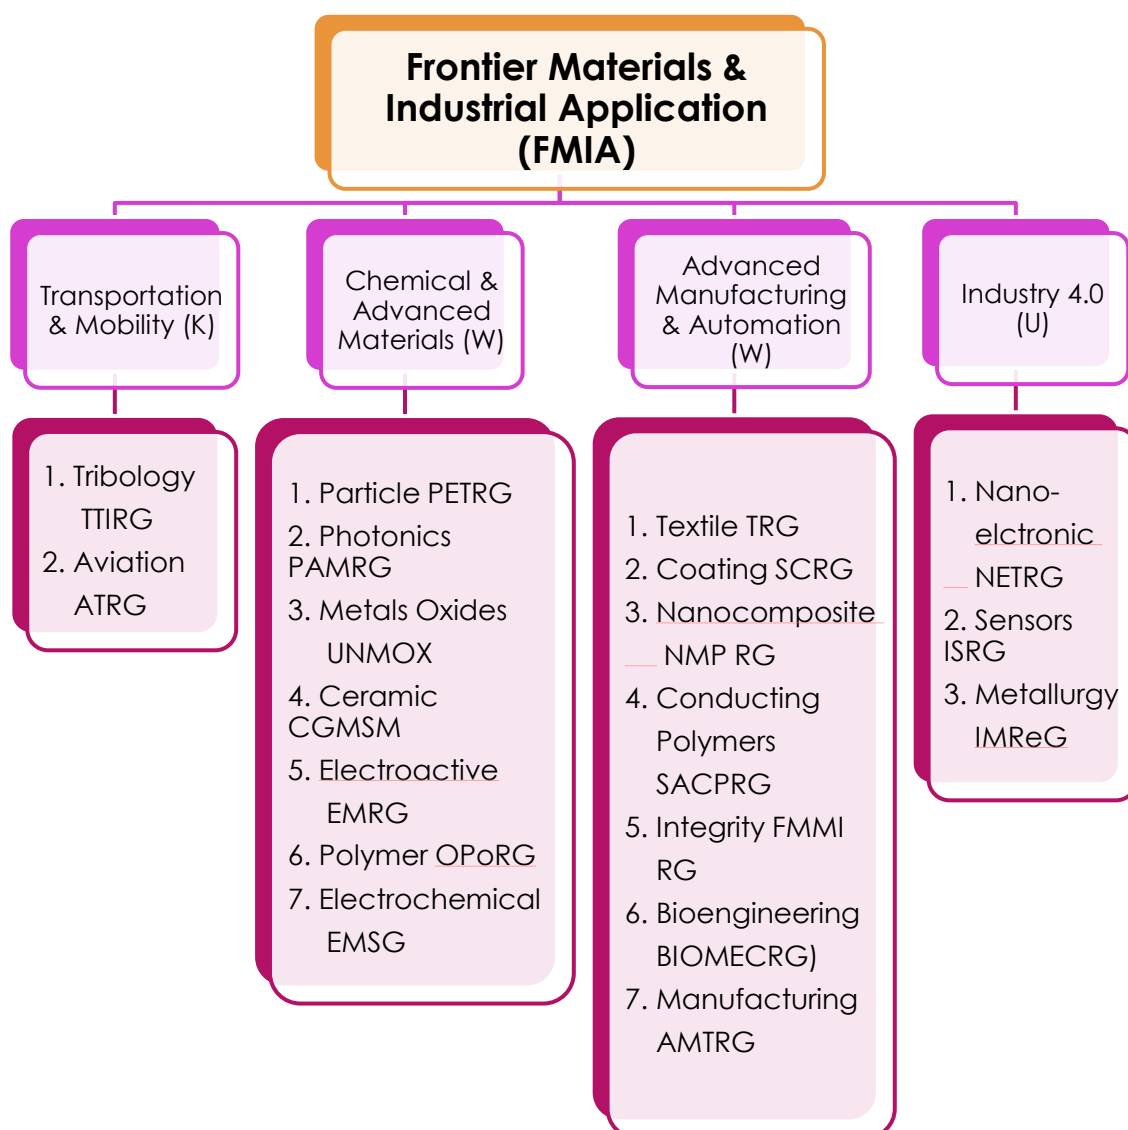 Frontier Materials &
Industrial Application
(FMIA)
Transportation
& Mobility (K)
Chemical &
Advanced
Materials (W)
Advanced
Manufacturing
& Automation
(W)
Industry 4.0
(U)
1. Tribology
TTIRG
2. Aviation
ATRG
1. Particle PETRG
2. Photonics
PAMRG
3. Metals Oxides
UNMOX
4. Ceramic
CGMSM
5. Electroactive
EMRG
6. Polymer OPoRG
7. Electrochemical
EMSG
1. Textile TRG
2. Coating SCRG
3. Nanocomposite
NMP RG
4. Conducting
Polymers
SACPRG
5. Integrity FMMI
RG
6. Bioengineering
BIOMECRG)
7. Manufacturing
AMTRG
1. Nano-
elctronic
NETRG
2. Sensors
ISRG
3. Metallurgy
IMReG